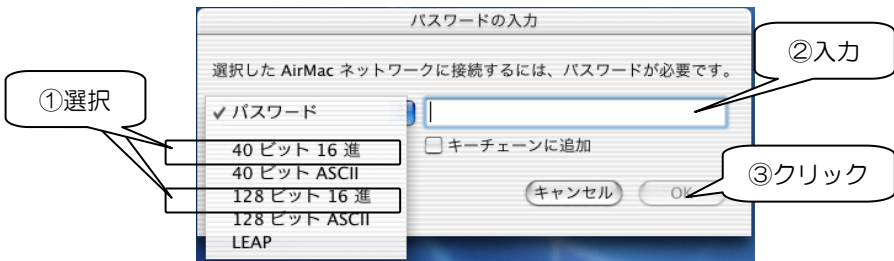 パスワードの入力
②入力
選択した AirMac ネットワークに接続するには、パスワードが必要です。
①選択
✓ パスワード
40 ビット 16 進
キーチェーンに追加
40 ビット ASCII
128 ビット 16 進
キャンセル
OK
③クリック
128 ビット ASCII
LEAP